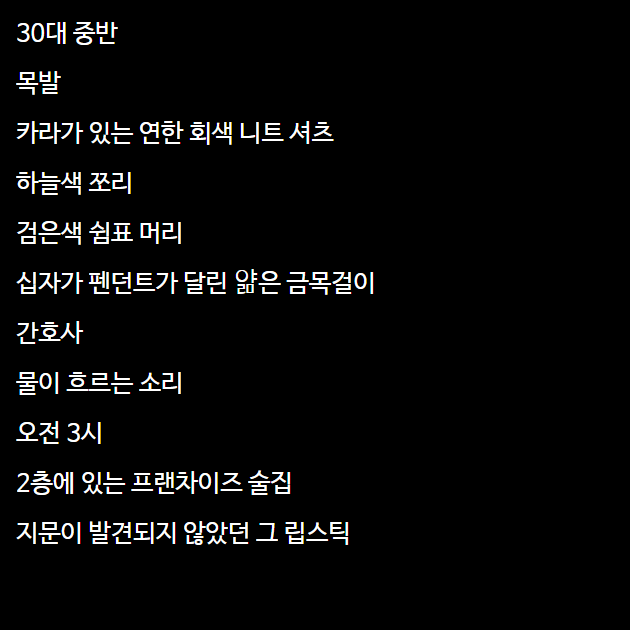 30대 중반
목발
카라가 있는 연한 회색 니트 셔츠
하늘색 쪼리
검은색 쉼표 머리
십자가 펜던트가 달린 얇은 금목걸이
간호사
물이 흐르는 소리
오전 3시
2층에 있는 프랜차이즈 술집
지문이 발견되지 않았던 그 립스틱